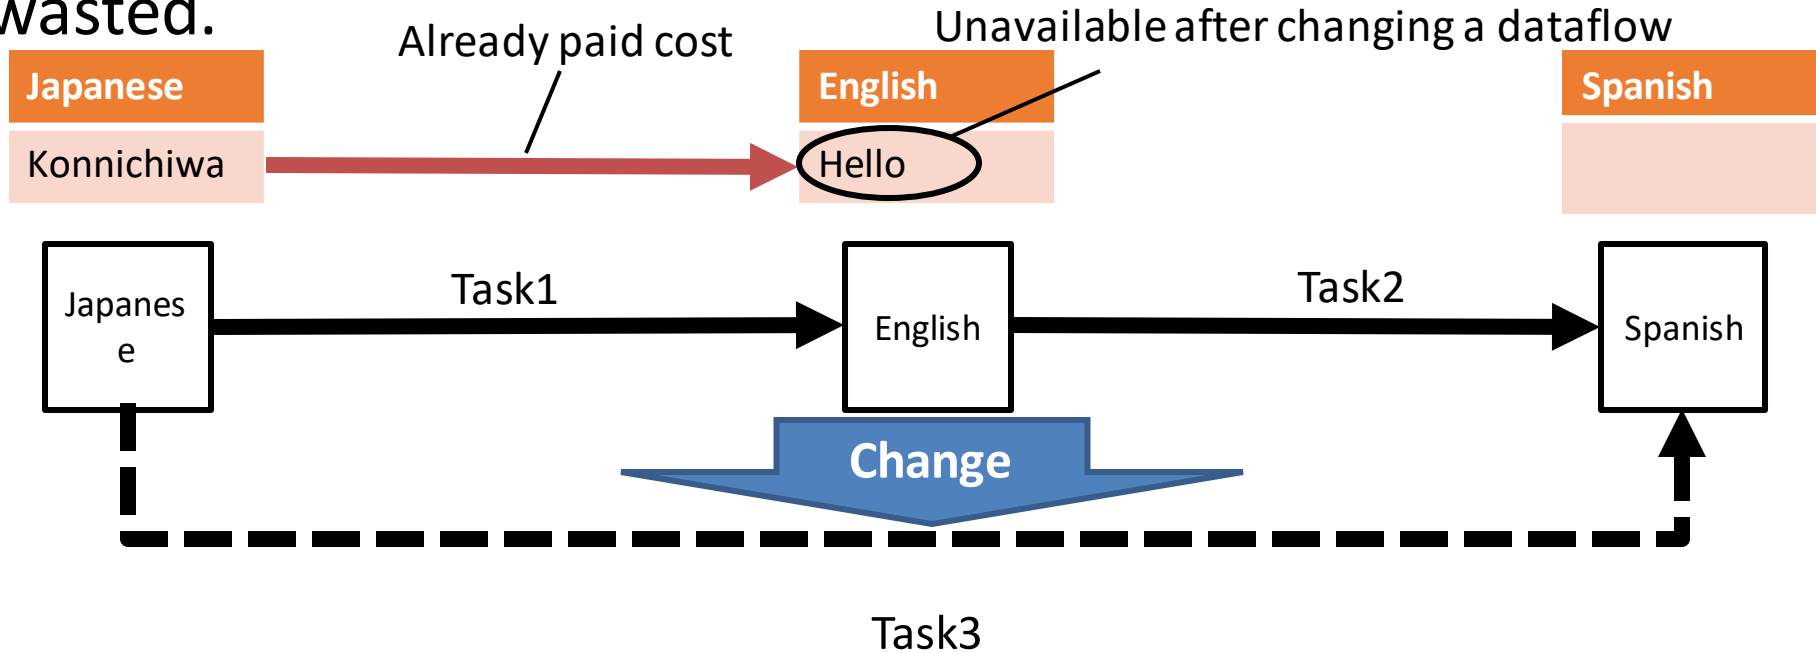 wasted.
Already paid cost
Unavailable after changing a dataflow
Japanese
English
Spanish
Konnichiwa
Hello
Task1
Task2
Japanes
e
English
Spanish
Change
Task3